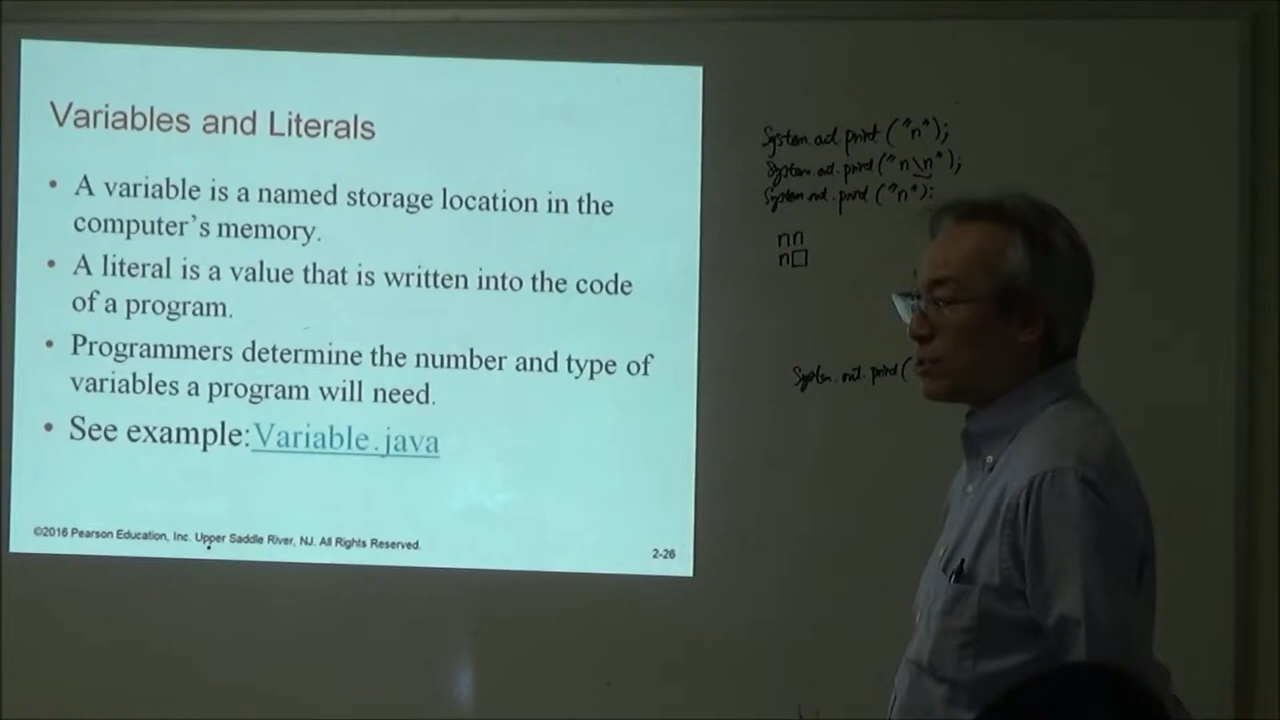 Variables and Literals
• A variable is a named storage location in the
computer's memory.
• A literal is a value that is written into the code
of a program.
• Programmers determine the number and type of
variables a program will need.
• See example:Variable.java
©2016 Pearson Education, Inc. Upper Saddle River, NJ. All Rights Reserved.
2-26
System.out.print("n");
System.out.print("n\n");
System.out.print("n");
nn
n□
System.out.print(